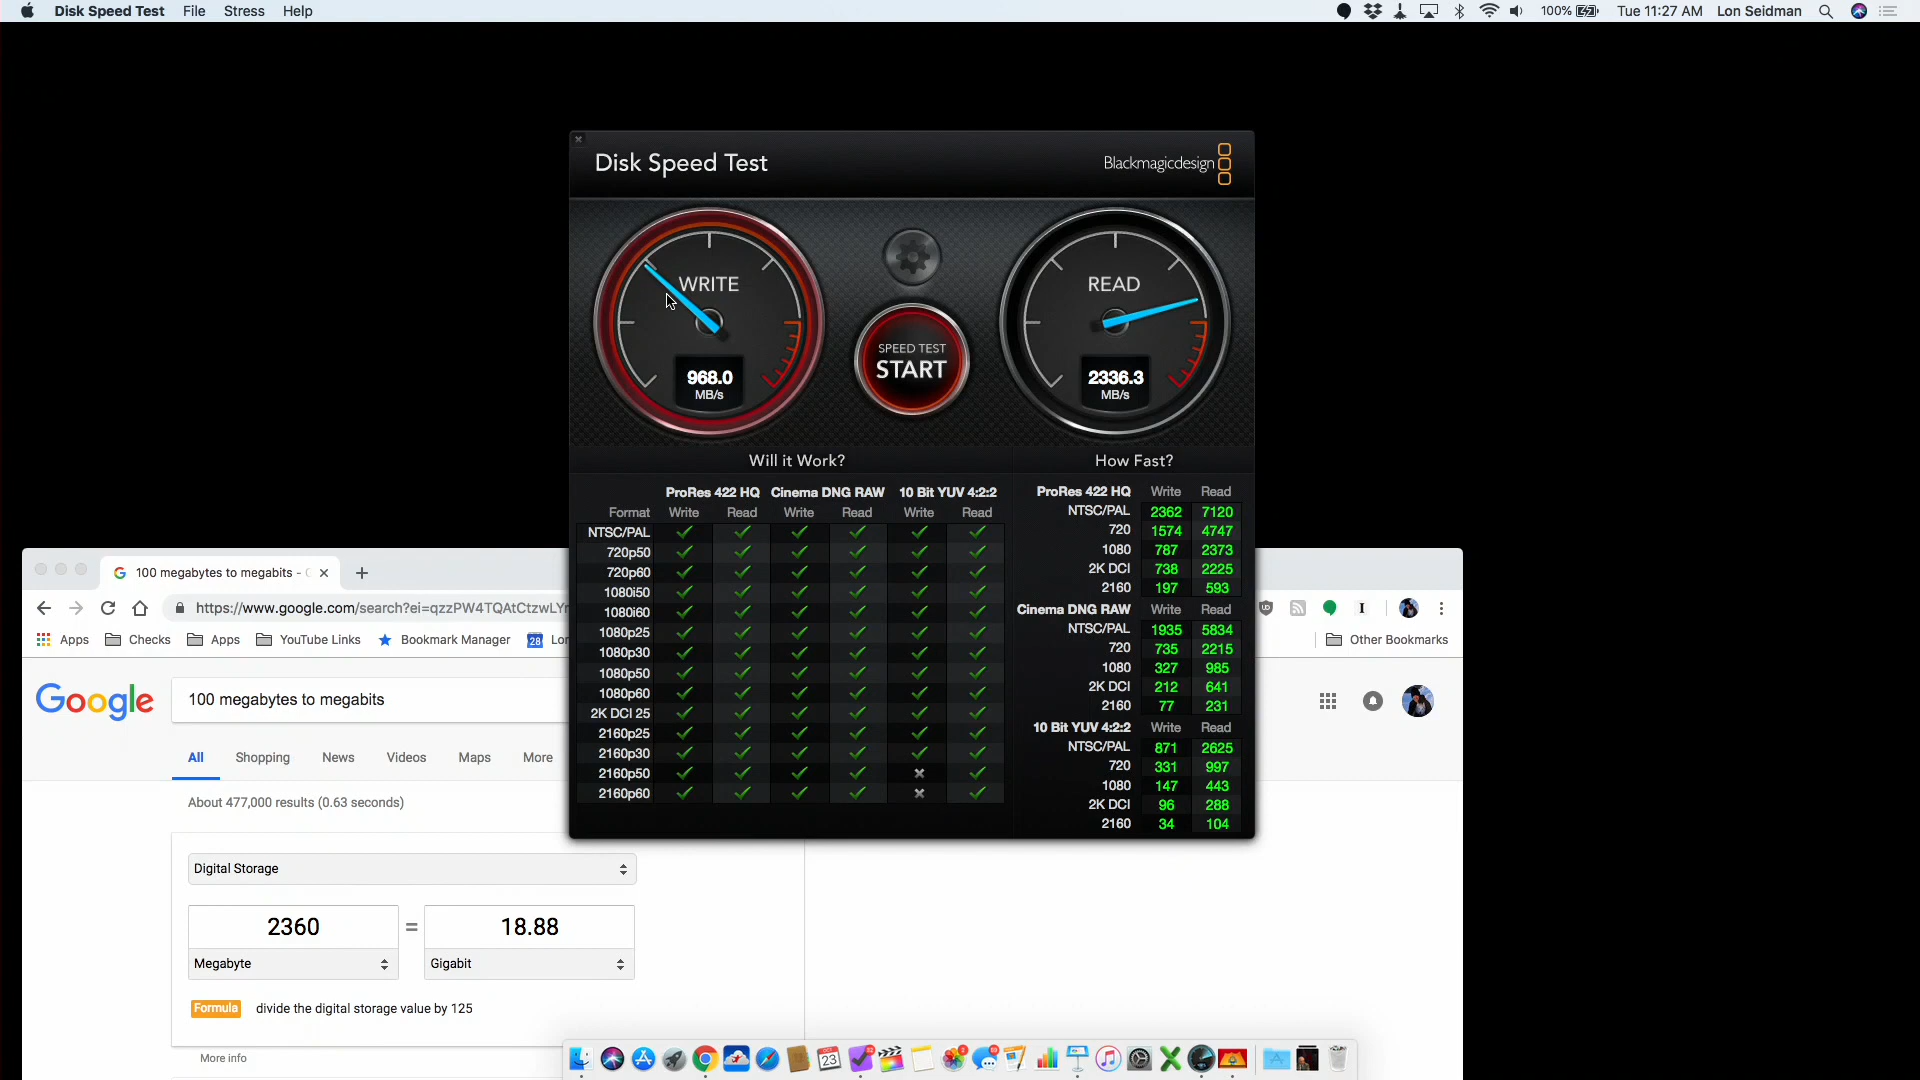 Disk Speed Test File Stress Help 100% Tue 11:27 AM Lon Seidman
Disk Speed Test Blackmagicdesign
WRITE
968.0
MB/s
SPEED TEST
START
READ
2336.3
MB/s
Will it Work?
ProRes 422 HQ Cinema DNG RAW 10 Bit YUV 4:2:2
Format Write Read Write Read Write Read
NTSC/PAL
720p50
720p60
1080i50
1080i60
1080p25
1080p30
1080p50
1080p60
2K DCI 25
2160p25
2160p30
2160p50
2160p60
How Fast?
ProRes 422 HQ Write Read
NTSC/PAL 2362 7120
720 1574 4747
1080 787 2373
2K DCI 738 2225
2160 197 593
Cinema DNG RAW Write Read
NTSC/PAL 1935 5834
720 735 2215
1080 327 985
2K DCI 212 641
2160 77 231
10 Bit YUV 4:2:2 Write Read
NTSC/PAL 871 2625
720 331 997
1080 147 443
2K DCI 96 288
2160 34 104
100 megabytes to megabits -
https://www.google.com/search?ei=qzzPW4TQAtCtzwLYr
Apps Checks Apps YouTube Links Bookmark Manager 28 Lon Other Bookmarks
Google 100 megabytes to megabits
All Shopping News Videos Maps More
About 477,000 results (0.63 seconds)
Digital Storage
2360 = 18.88
Megabyte Gigabit
Formula divide the digital storage value by 125
More info
23